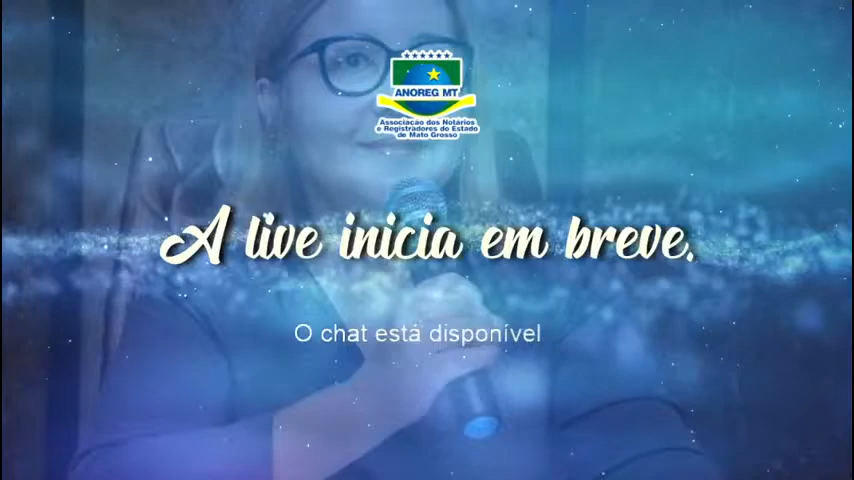 ANOREG MT
Associação dos Notários
e Registradores do Estado
de Mato Grosso
A live inicia em breve.
O chat está disponível